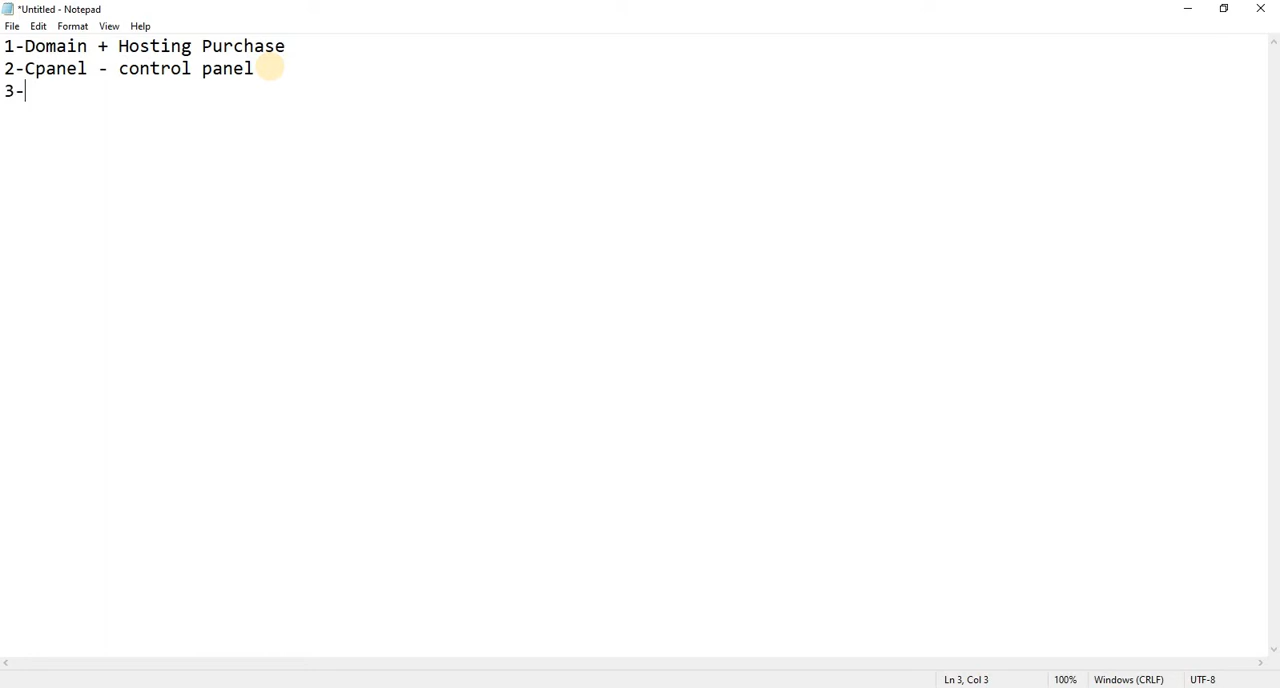 *Untitled - Notepad
File Edit Format View Help
1-Domain + Hosting Purchase
2-Cpanel - control panel
3-
Ln 3, Col 3 100% Windows (CRLF) UTF-8